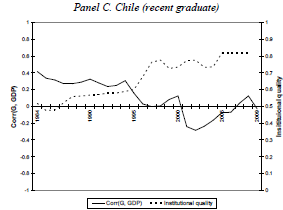 Panel C. Chile (recent graduate)
1 1
0.8 0.9
0.6 0.8
0.4 0.7
0.2 0.6
0 0.5
-0.2 0.4
-0.4 0.3
-0.6 0.2
-0.8 0.1
-1 0
Corr(G, GDP)
Institutional quality
1984 1990 1995 2000 2009
Corr(G, GDP) Institutional quality